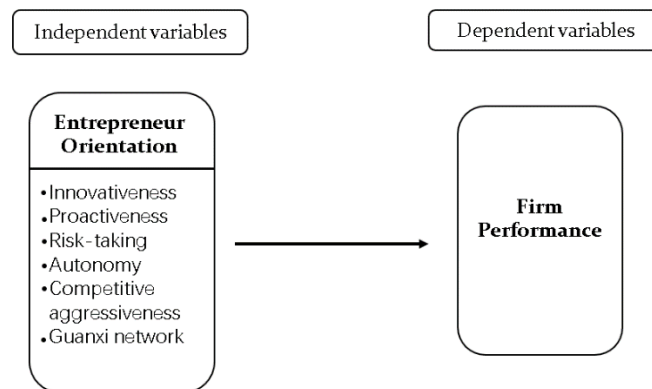 Independent variables
Dependent variables
Entrepreneur
Orientation
•Innovativeness
•Proactiveness
•Risk-taking
•Autonomy
•Competitive
aggressiveness
•Guanxi network
Firm
Performance